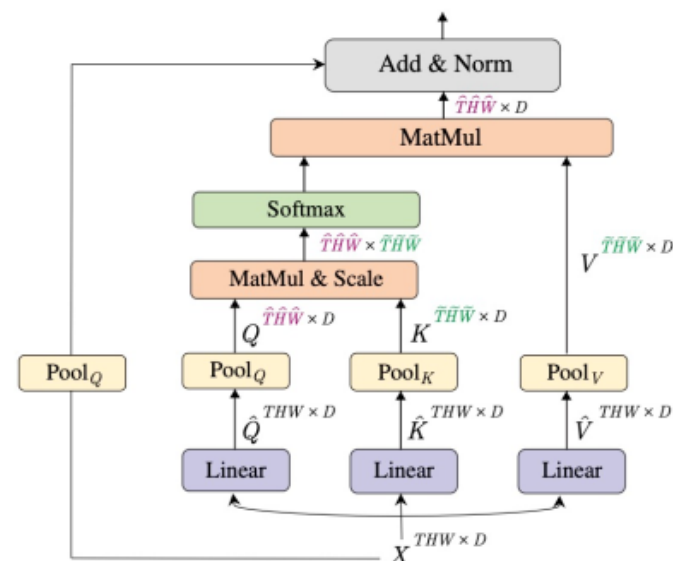 Add & Norm
T̂ĤŴ × D
MatMul
Softmax
T̂ĤŴ × T̃H̃W̃
V T̃H̃W̃ × D
MatMul & Scale
Q T̂ĤŴ × D
K T̃H̃W̃ × D
Pool_Q
Pool_Q
Pool_K
Pool_V
Q̂ THW × D
K̂ THW × D
V̂ THW × D
Linear
Linear
Linear
X THW × D